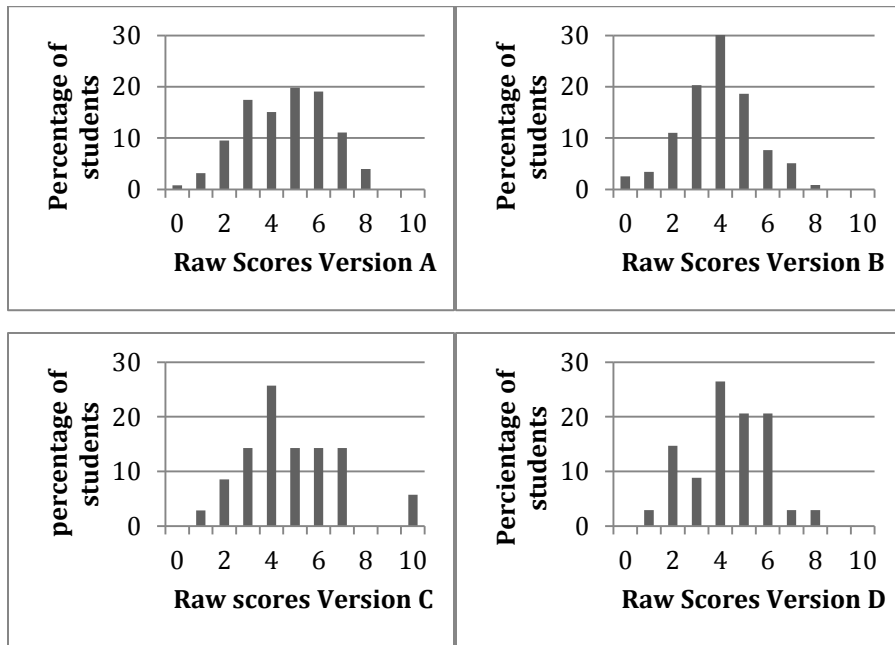 Percentage of
students
30
20
10
0
0 2 4 6 8 10
Raw Scores Version A
Percentage of
students
30
20
10
0
0 2 4 6 8 10
Raw Scores Version B
percentage of
students
30
20
10
0
0 2 4 6 8 10
Raw scores Version C
Percientage of
students
30
20
10
0
0 2 4 6 8 10
Raw Scores Version D